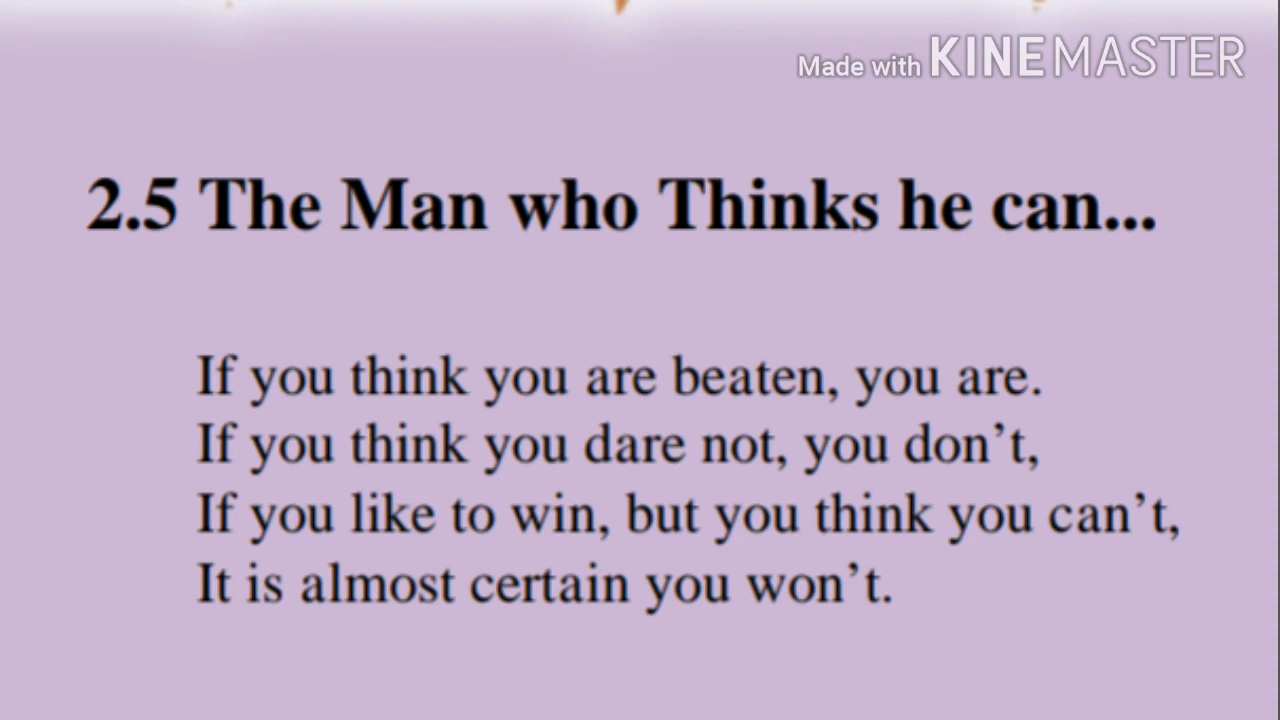 Made with KINEMASTER
2.5 The Man who Thinks he can...
If you think you are beaten, you are.
If you think you dare not, you don’t,
If you like to win, but you think you can’t,
It is almost certain you won’t.